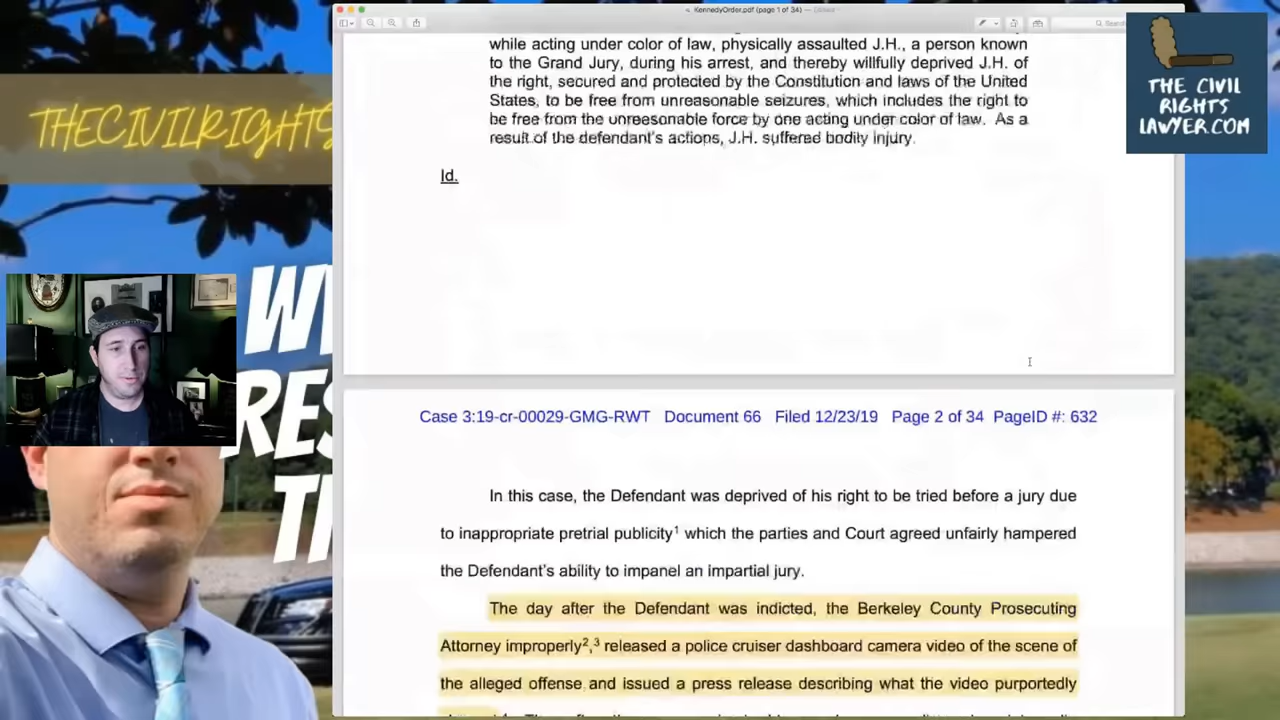 KennedyOrder.pdf (page 1 of 34) — Edited
while acting under color of law, physically assaulted J.H., a person known
to the Grand Jury, during his arrest, and thereby willfully deprived J.H. of
the right, secured and protected by the Constitution and laws of the United
States, to be free from unreasonable seizures, which includes the right to
be free from the unreasonable force by one acting under color of law. As a
result of the defendant's actions, J.H. suffered bodily injury.
Id.
Case 3:19-cr-00029-GMG-RWT Document 66 Filed 12/23/19 Page 2 of 34 PageID #: 632
In this case, the Defendant was deprived of his right to be tried before a jury due
to inappropriate pretrial publicity1 which the parties and Court agreed unfairly hampered
the Defendant's ability to impanel an impartial jury.
The day after the Defendant was indicted, the Berkeley County Prosecuting
Attorney improperly2,3 released a police cruiser dashboard camera video of the scene of
the alleged offense and issued a press release describing what the video purportedly
THE CIVIL
RIGHTS
LAWYER.COM
THECIVILRIGHTS